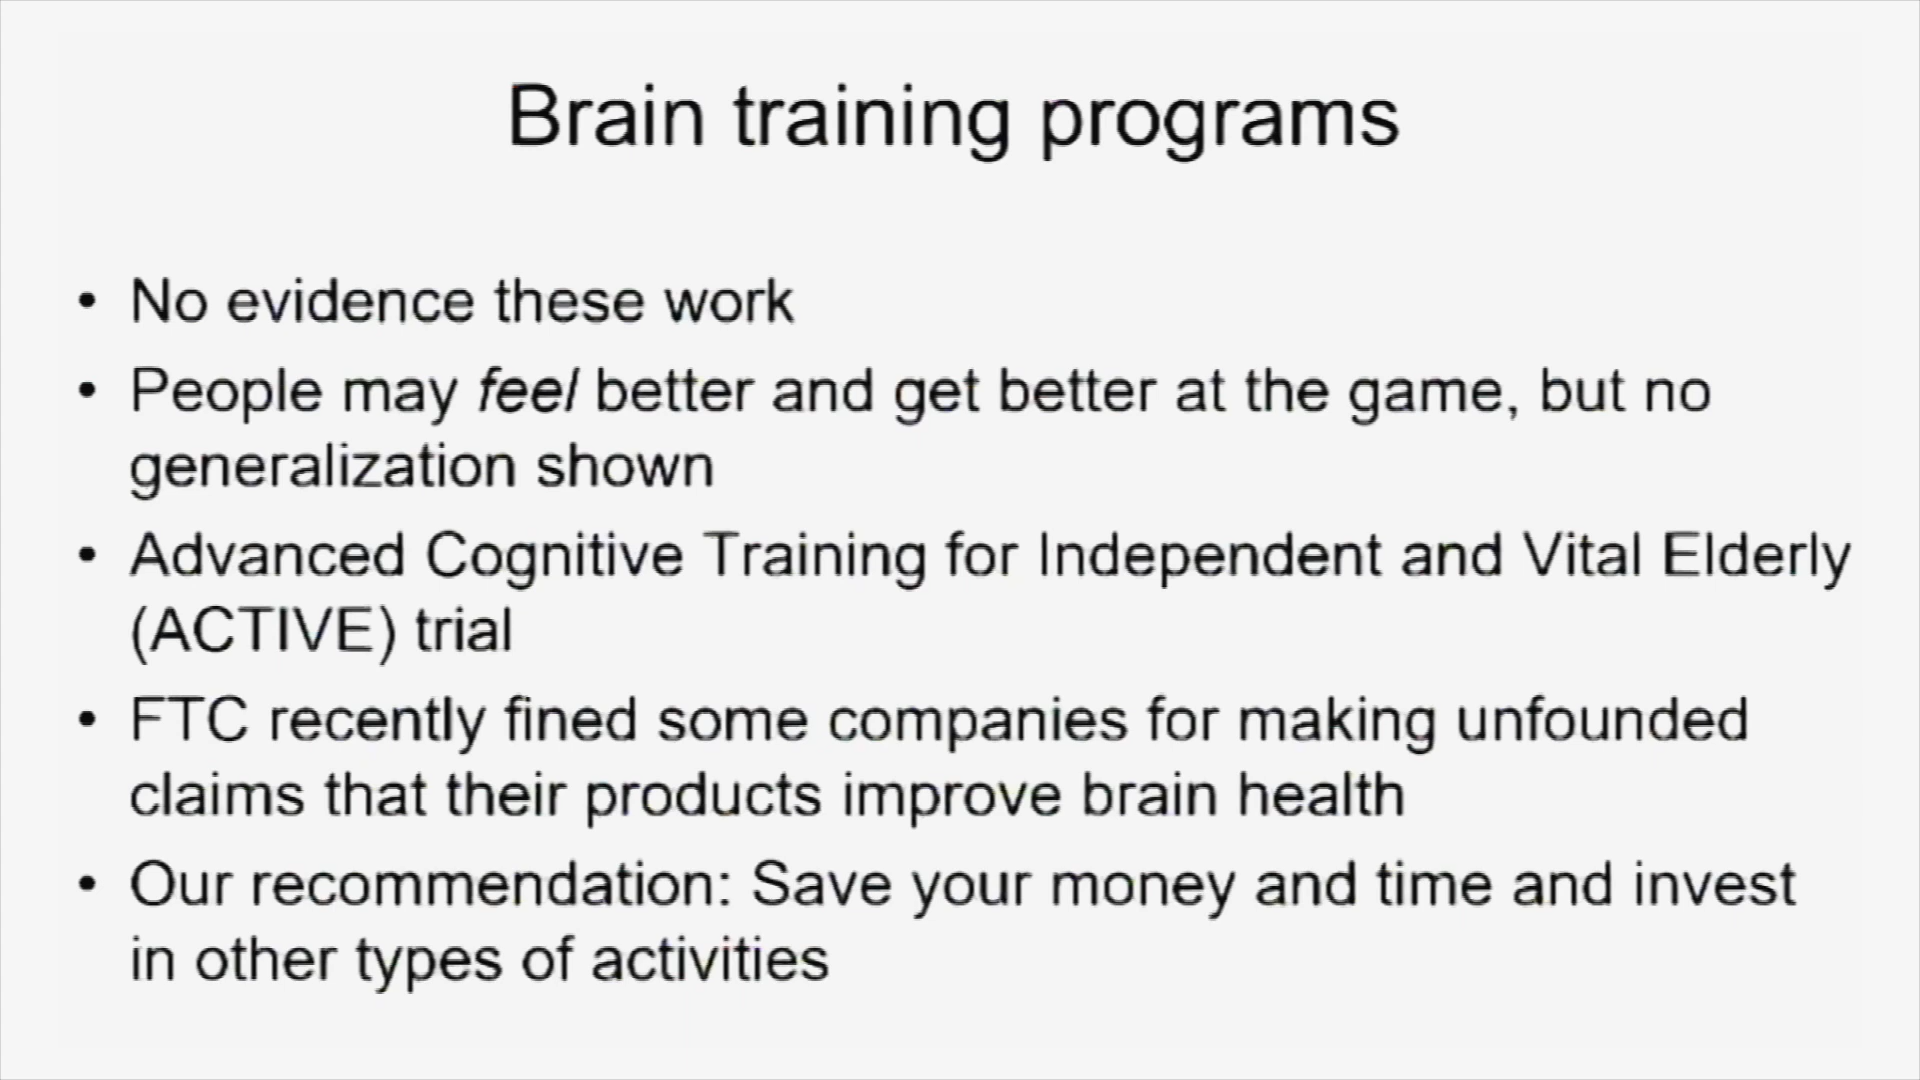 Brain training programs
• No evidence these work
• People may feel better and get better at the game, but no
generalization shown
• Advanced Cognitive Training for Independent and Vital Elderly
(ACTIVE) trial
• FTC recently fined some companies for making unfounded
claims that their products improve brain health
• Our recommendation: Save your money and time and invest
in other types of activities